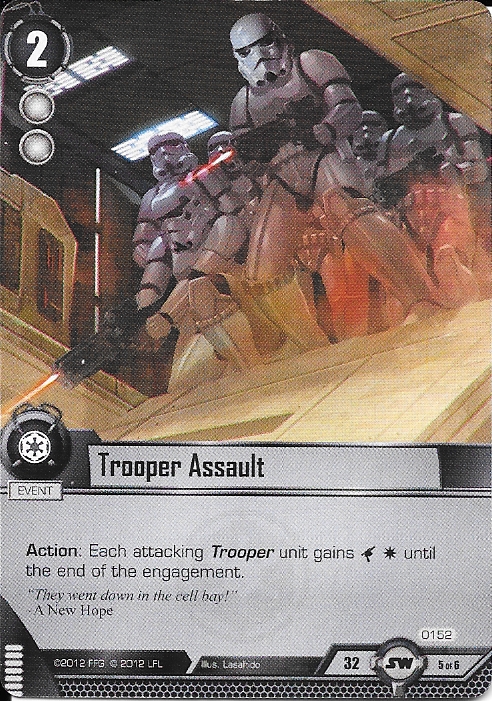 2
Trooper Assault
EVENT
Action: Each attacking Trooper unit gains until
the end of the engagement.
"They went down in the cell bay!"
-A New Hope
0152
©2012 FFG © 2012 LFL
Illus. Lasahido
32
SW
5 of 6